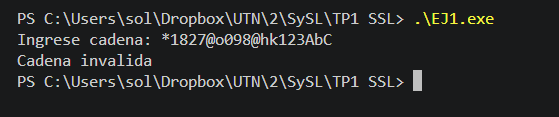 PS C:\Users\sol\Dropbox\UTN\2\SySL\TP1 SSL> .\EJ1.exe
Ingrese cadena: *1827@o098@hk123AbC
Cadena invalida
PS C:\Users\sol\Dropbox\UTN\2\SySL\TP1 SSL>